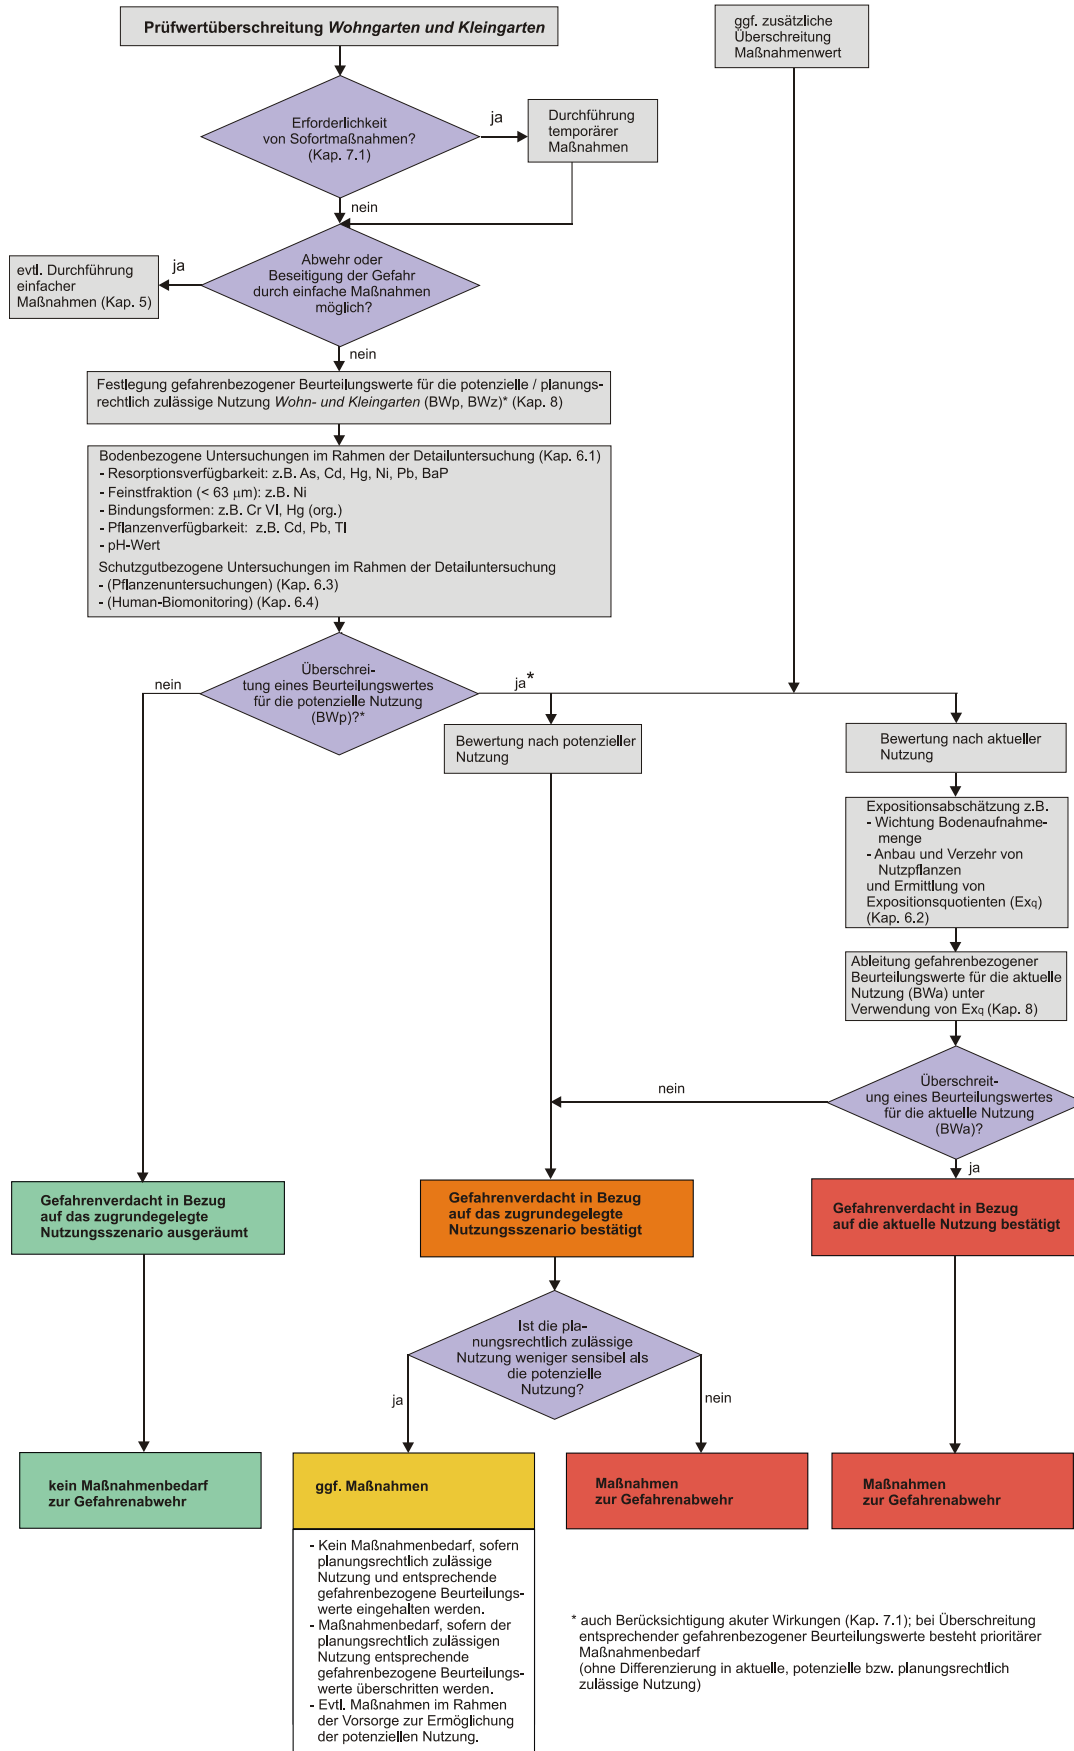 Prüfwertüberschreitung Wohngarten und Kleingarten
ggf. zusätzliche
Überschreitung
Maßnahmenwert
Erforderlichkeit
von Sofortmaßnahmen?
(Kap. 7.1)
ja
Durchführung
temporärer
Maßnahmen
nein
Abwehr oder
Beseitigung der Gefahr
durch einfache Maßnahmen
möglich?
ja
evtl. Durchführung
einfacher
Maßnahmen (Kap. 5)
nein
Festlegung gefahrenbezogener Beurteilungswerte für die potenzielle / planungs-
rechtlich zulässige Nutzung Wohn- und Kleingarten (BWp, BWz)* (Kap. 8)
Bodenbezogene Untersuchungen im Rahmen der Detailuntersuchung (Kap. 6.1)
- Resorptionsverfügbarkeit: z.B. As, Cd, Hg, Ni, Pb, BaP
- Feinstfraktion (< 63 µm): z.B. Ni
- Bindungsformen: z.B. Cr VI, Hg (org.)
- Pflanzenverfügbarkeit: z.B. Cd, Pb, Tl
- pH-Wert
Schutzgutbezogene Untersuchungen im Rahmen der Detailuntersuchung
- (Pflanzenuntersuchungen) (Kap. 6.3)
- (Human-Biomonitoring) (Kap. 6.4)
Überschrei-
tung eines Beurteilungswertes
für die potenzielle Nutzung
(BWp)?*
nein
ja*
Bewertung nach potenzieller
Nutzung
Bewertung nach aktueller
Nutzung
Expositionsabschätzung z.B.
- Wichtung Bodenaufnahme-
menge
- Anbau und Verzehr von
Nutzpflanzen
und Ermittlung von
Expositionsquotienten (Exq)
(Kap. 6.2)
Ableitung gefahrenbezogener
Beurteilungswerte für die aktuelle
Nutzung (BWa) unter
Verwendung von Exq (Kap. 8)
Überschreit-
ung eines Beurteilungswertes
für die aktuelle Nutzung
(BWa)?
nein
ja
Gefahrenverdacht in Bezug
auf das zugrundegelegte
Nutzungsszenario ausgeräumt
Gefahrenverdacht in Bezug
auf das zugrundegelegte
Nutzungsszenario bestätigt
Gefahrenverdacht in Bezug
auf die aktuelle Nutzung bestätigt
Ist die pla-
nungsrechtlich zulässige
Nutzung weniger sensibel als
die potenzielle
Nutzung?
ja
nein
kein Maßnahmenbedarf
zur Gefahrenabwehr
ggf. Maßnahmen
Maßnahmen
zur Gefahrenabwehr
Maßnahmen
zur Gefahrenabwehr
- Kein Maßnahmenbedarf, sofern
planungsrechtlich zulässige
Nutzung und entsprechende
gefahrenbezogene Beurteilungs-
werte eingehalten werden.
- Maßnahmenbedarf, sofern der
planungsrechtlich zulässigen
Nutzung entsprechende
gefahrenbezogene Beurteilungs-
werte überschritten werden.
- Evtl. Maßnahmen im Rahmen
der Vorsorge zur Ermöglichung
der potenziellen Nutzung.
* auch Berücksichtigung akuter Wirkungen (Kap. 7.1); bei Überschreitung
entsprechender gefahrenbezogener Beurteilungswerte besteht prioritärer
Maßnahmenbedarf
(ohne Differenzierung in aktuelle, potenzielle bzw. planungsrechtlich
zulässige Nutzung)